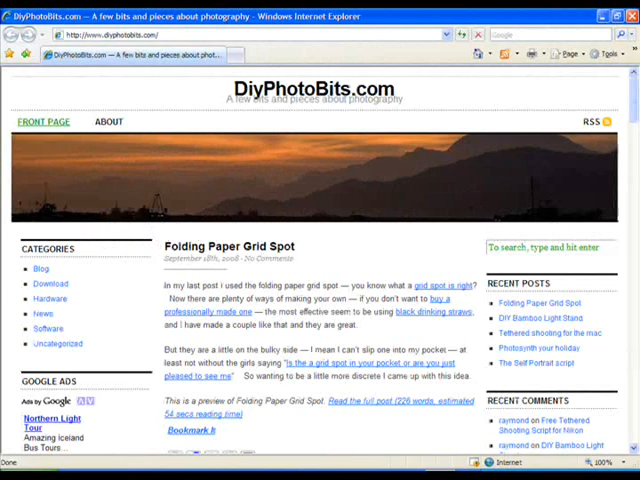 DiyPhotoBits.com — A few bits and pieces about photography - Windows Internet Explorer
http://www.diyphotobits.com/
Google
DiyPhotoBits.com — A few bits and pieces about phot...
Page
Tools
DiyPhotoBits.com
A few bits and pieces about photography
FRONT PAGE
ABOUT
RSS
CATEGORIES
Blog
Download
Hardware
News
Software
Uncategorized
GOOGLE ADS
Ads by Google
Northern Light
Tour
Amazing Iceland
Bus Tours...
Folding Paper Grid Spot
September 18th, 2008 - No Comments
In my last post i used the folding paper grid spot — you know what a grid spot is right?
Now there are plenty of ways of making your own — if you don't want to buy a
professionally made one — the most effective seem to be using black drinking straws,
and I have made a couple like that and they are great.
But they are a little on the bulky side — I mean I can't slip one into my pocket — at
least not without the girls saying "Is the a grid spot in your pocket or are you just
pleased to see me" So wanting to be a little more discrete I came up with this idea.
This is a preview of Folding Paper Grid Spot. Read the full post (226 words, estimated
54 secs reading time)
Bookmark It
To search, type and hit enter
RECENT POSTS
Folding Paper Grid Spot
DIY Bamboo Light Stand
Tethered shooting for the mac
Photosynth your holiday
The Self Portrait script
RECENT COMMENTS
raymond on Free Tethered
Shooting Script for Nikon
raymond on DIY Bamboo Light
Stand
Done
Internet
100%